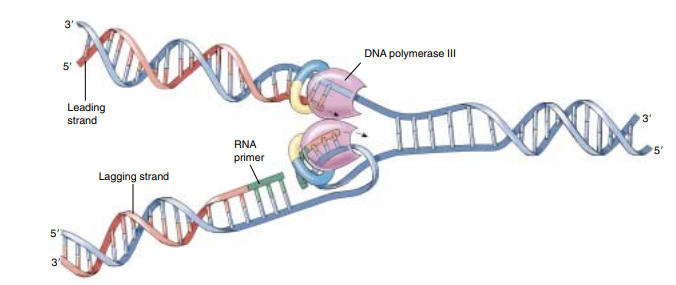 3′
DNA polymerase III
5′
Leading
strand
3′
RNA
primer
5′
Lagging strand
5′
3′